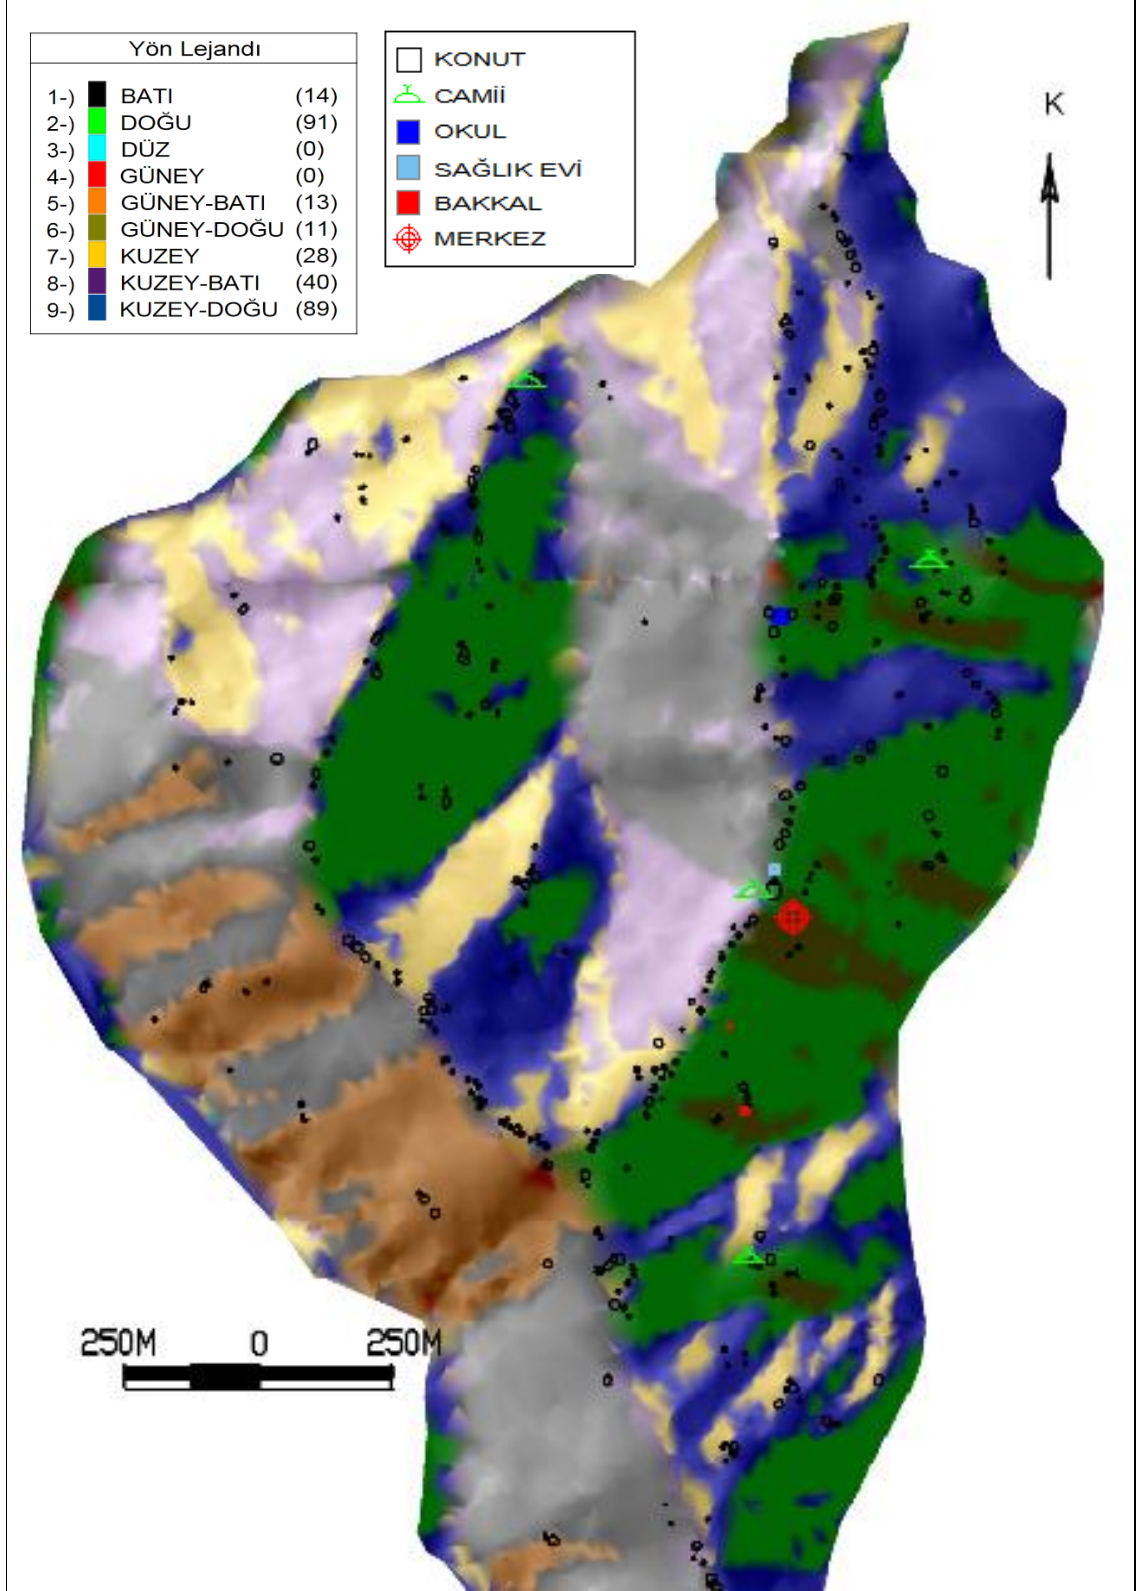 Yön Lejandı
1-) BATI (14)
2-) DOĞU (91)
3-) DÜZ (0)
4-) GÜNEY (0)
5-) GÜNEY-BATI (13)
6-) GÜNEY-DOĞU (11)
7-) KUZEY (28)
8-) KUZEY-BATI (40)
9-) KUZEY-DOĞU (89)
KONUT
CAMİİ
OKUL
SAĞLIK EVİ
BAKKAL
MERKEZ
K
250M 0 250M